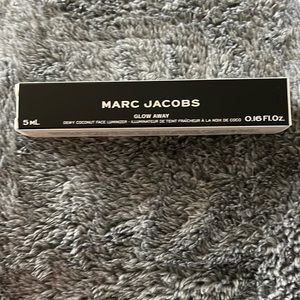 MARC JACOBS
GLOW AWAY
5 mL DEWY COCONUT FACE LUMINIZER - ILLUMINATEUR DE TEINT FRAÎCHEUR À LA NOIX DE COCO 0.16 Fl.Oz.